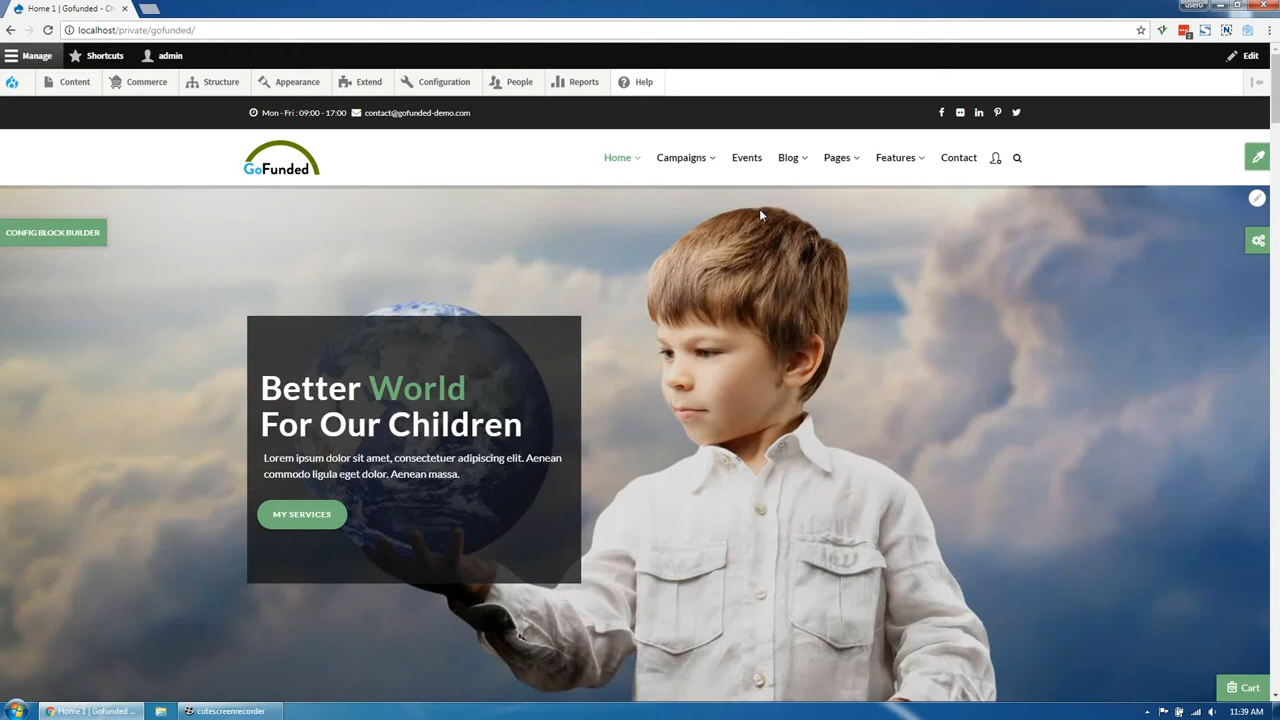 Home 1 | Gofunded - Ch
user0
localhost/private/gofunded/
Manage Shortcuts admin Edit
Content Commerce Structure Appearance Extend Configuration People Reports Help
Mon - Fri : 09:00 - 17:00 contact@gofunded-demo.com
GoFunded
Home Campaigns Events Blog Pages Features Contact
CONFIG BLOCK BUILDER
Better World
For Our Children
Lorem ipsum dolor sit amet, consectetuer adipiscing elit. Aenean
commodo ligula eget dolor. Aenean massa.
MY SERVICES
Cart
Home 1 | Gofunded ... cutescreenrecorder 11:39 AM